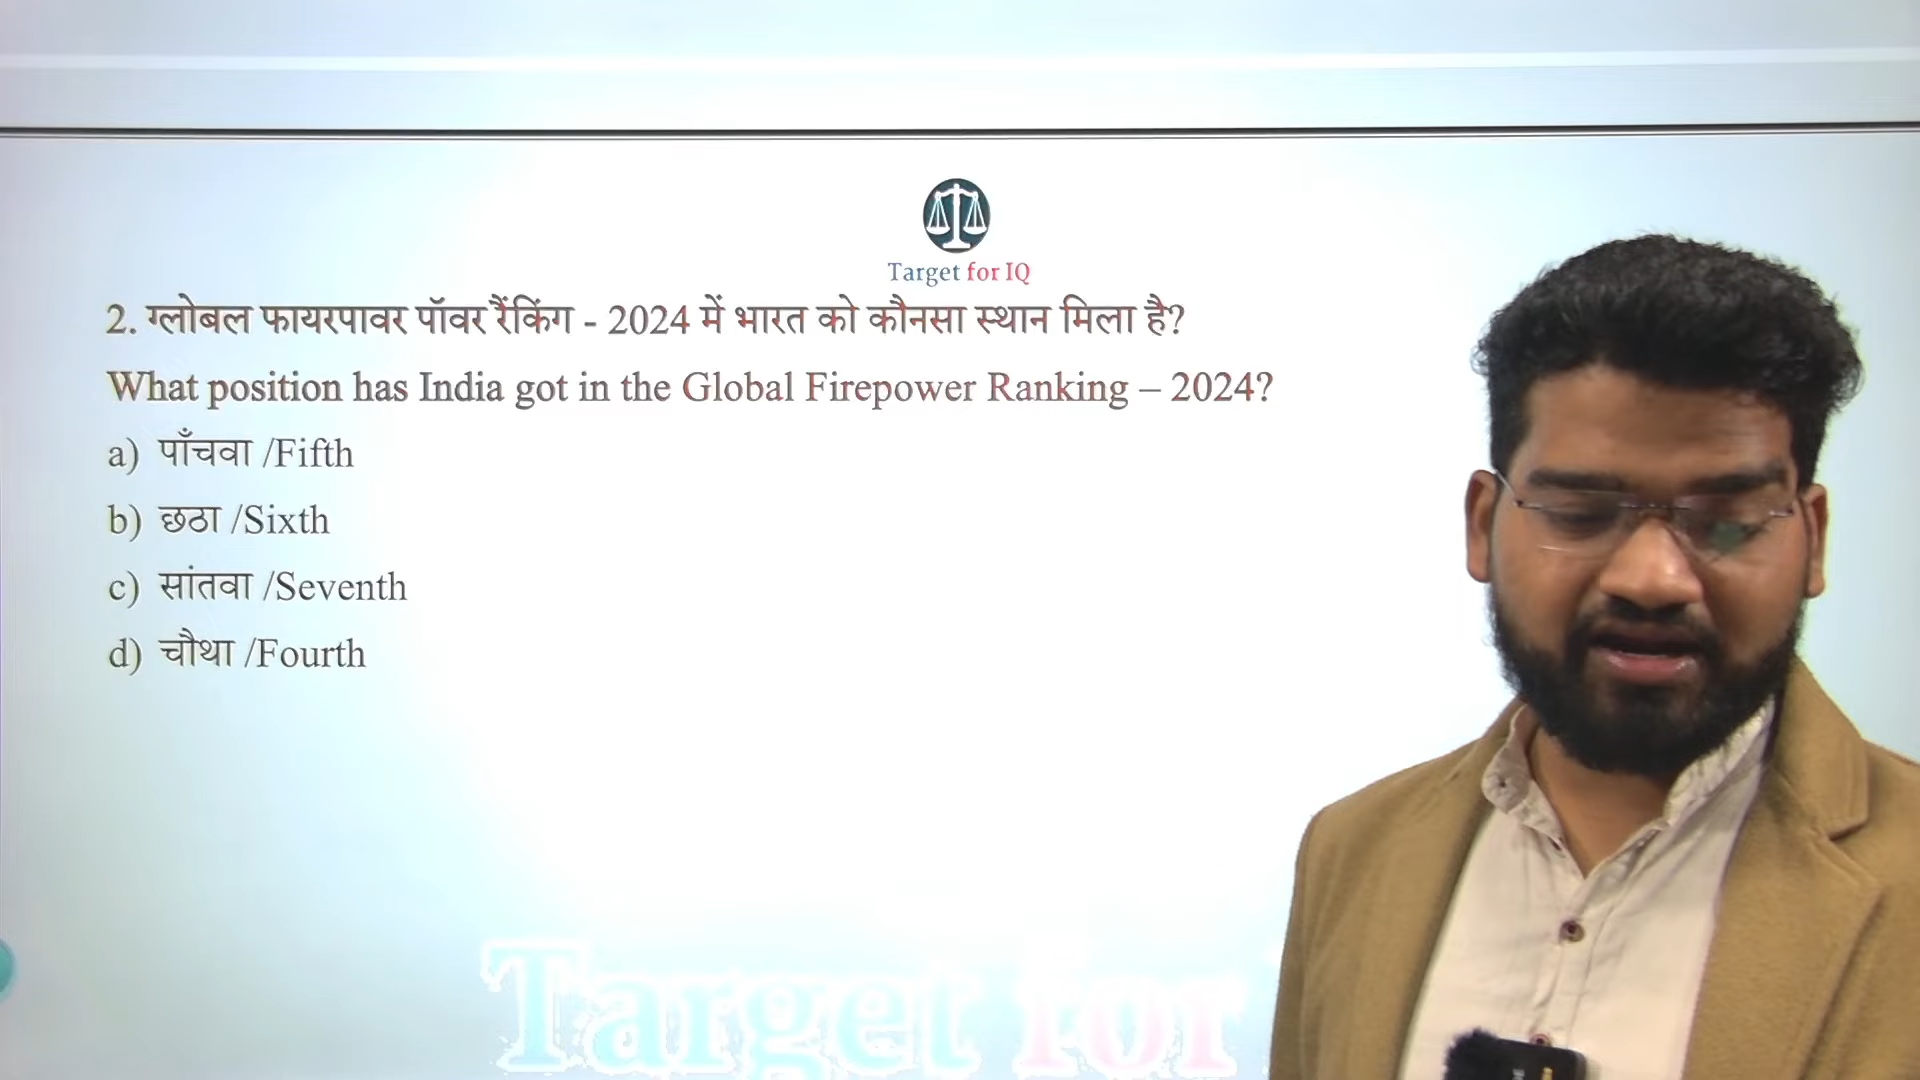 Target for IQ
2. ग्लोबल फायरपावर पॉवर रैंकिंग - 2024 में भारत को कौनसा स्थान मिला है?
What position has India got in the Global Firepower Ranking – 2024?
a) पाँचवा /Fifth
b) छठा /Sixth
c) सांतवा /Seventh
d) चौथा /Fourth
Target for